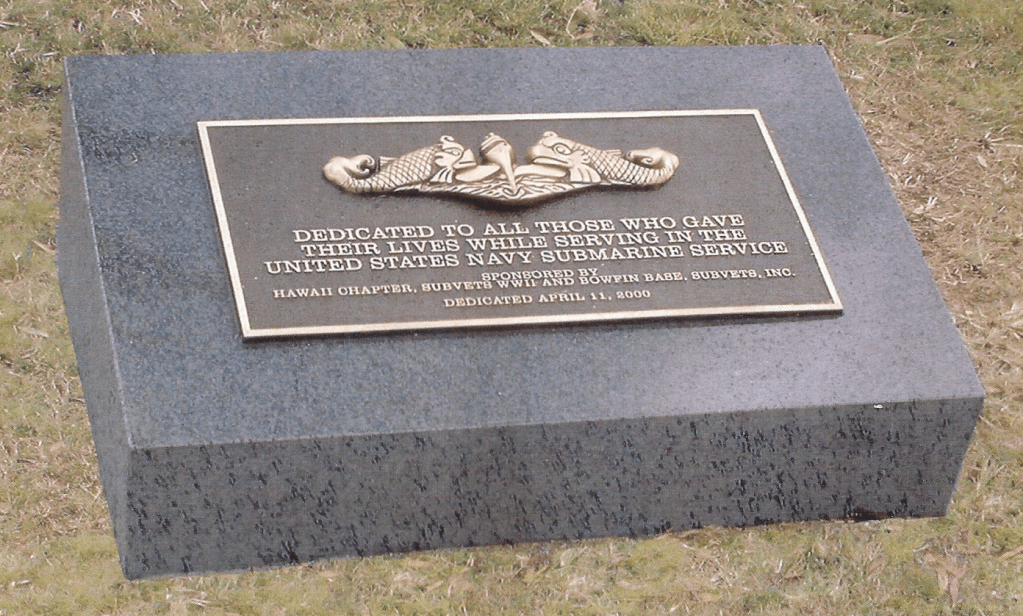 DEDICATED TO ALL THOSE WHO GAVE
THEIR LIVES WHILE SERVING IN THE
UNITED STATES NAVY SUBMARINE SERVICE
SPONSORED BY
HAWAII CHAPTER, SUBVETS WWII AND BOWFIN BASE, SUBVETS, INC.
DEDICATED APRIL 11, 2000